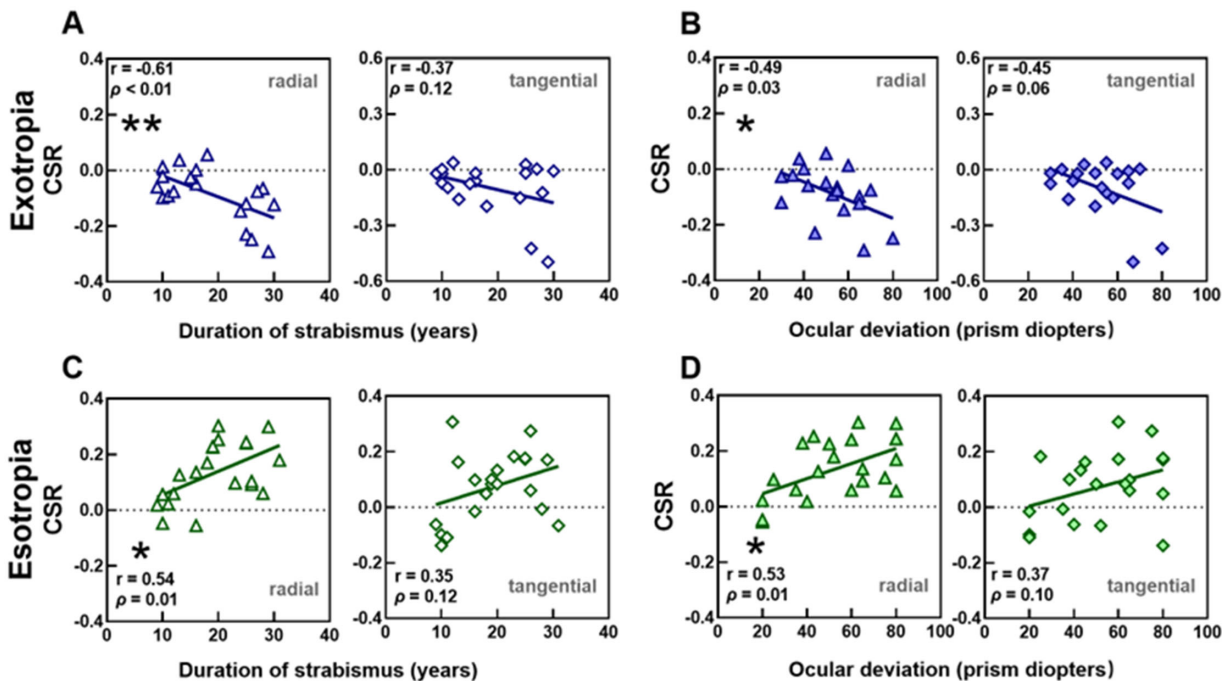 A
B
Exotropia
CSR
0.4
0.2
0.0
-0.2
-0.4
r = -0.61
ρ < 0.01
radial
**
0 10 20 30 40
0.6
0.3
0.0
-0.3
-0.6
r = -0.37
ρ = 0.12
tangential
0 10 20 30 40
Duration of strabismus (years)
CSR
0.4
0.2
0.0
-0.2
-0.4
r = -0.49
ρ = 0.03
radial
*
0 20 40 60 80 100
0.6
0.3
0.0
-0.3
-0.6
r = -0.45
ρ = 0.06
tangential
0 20 40 60 80 100
Ocular deviation (prism diopters)
C
D
Esotropia
CSR
0.4
0.2
0.0
-0.2
-0.4
*
r = 0.54
ρ = 0.01
radial
0 10 20 30 40
0.4
0.2
0.0
-0.2
-0.4
r = 0.35
ρ = 0.12
tangential
0 10 20 30 40
Duration of strabismus (years)
CSR
0.4
0.2
0.0
-0.2
-0.4
*
r = 0.53
ρ = 0.01
radial
0 20 40 60 80 100
0.4
0.2
0.0
-0.2
-0.4
r = 0.37
ρ = 0.10
tangential
0 20 40 60 80 100
Ocular deviation (prism diopters)